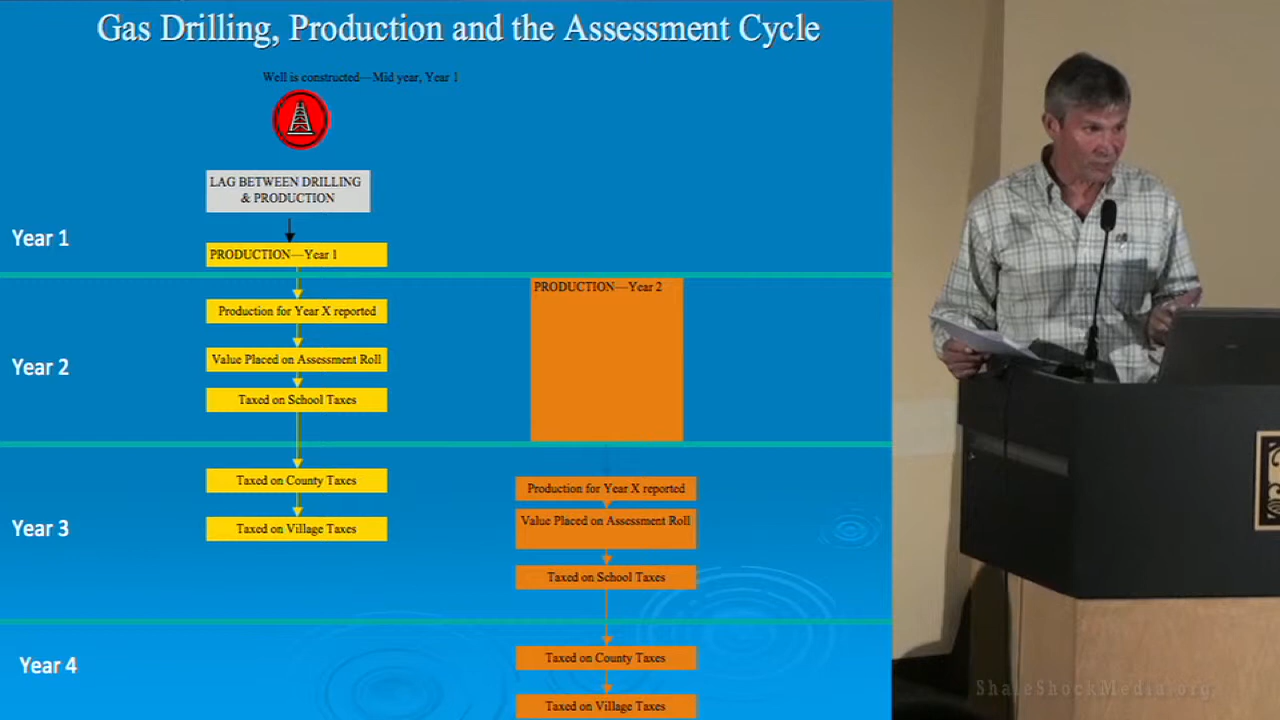 Gas Drilling, Production and the Assessment Cycle
Well is constructed—Mid year, Year 1
LAG BETWEEN DRILLING
& PRODUCTION
Year 1
PRODUCTION—Year 1
PRODUCTION—Year 2
Production for Year X reported
Year 2
Value Placed on Assessment Roll
Taxed on School Taxes
Taxed on County Taxes
Production for Year X reported
Year 3
Taxed on Village Taxes
Value Placed on Assessment Roll
Taxed on School Taxes
Year 4
Taxed on County Taxes
Taxed on Village Taxes
ShaleShockMedia.org